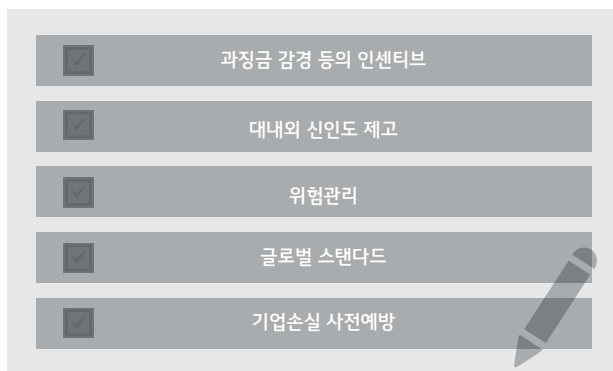 과징금 감경 등의 인센티브
대내외 신인도 제고
위험관리
글로벌 스탠다드
기업손실 사전예방